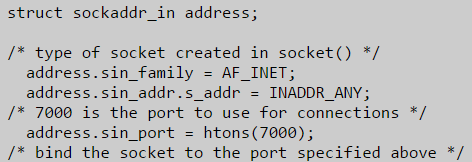 struct sockaddr_in address;
/* type of socket created in socket() */
address.sin_family = AF_INET;
address.sin_addr.s_addr = INADDR_ANY;
/* 7000 is the port to use for connections */
address.sin_port = htons(7000);
/* bind the socket to the port specified above */